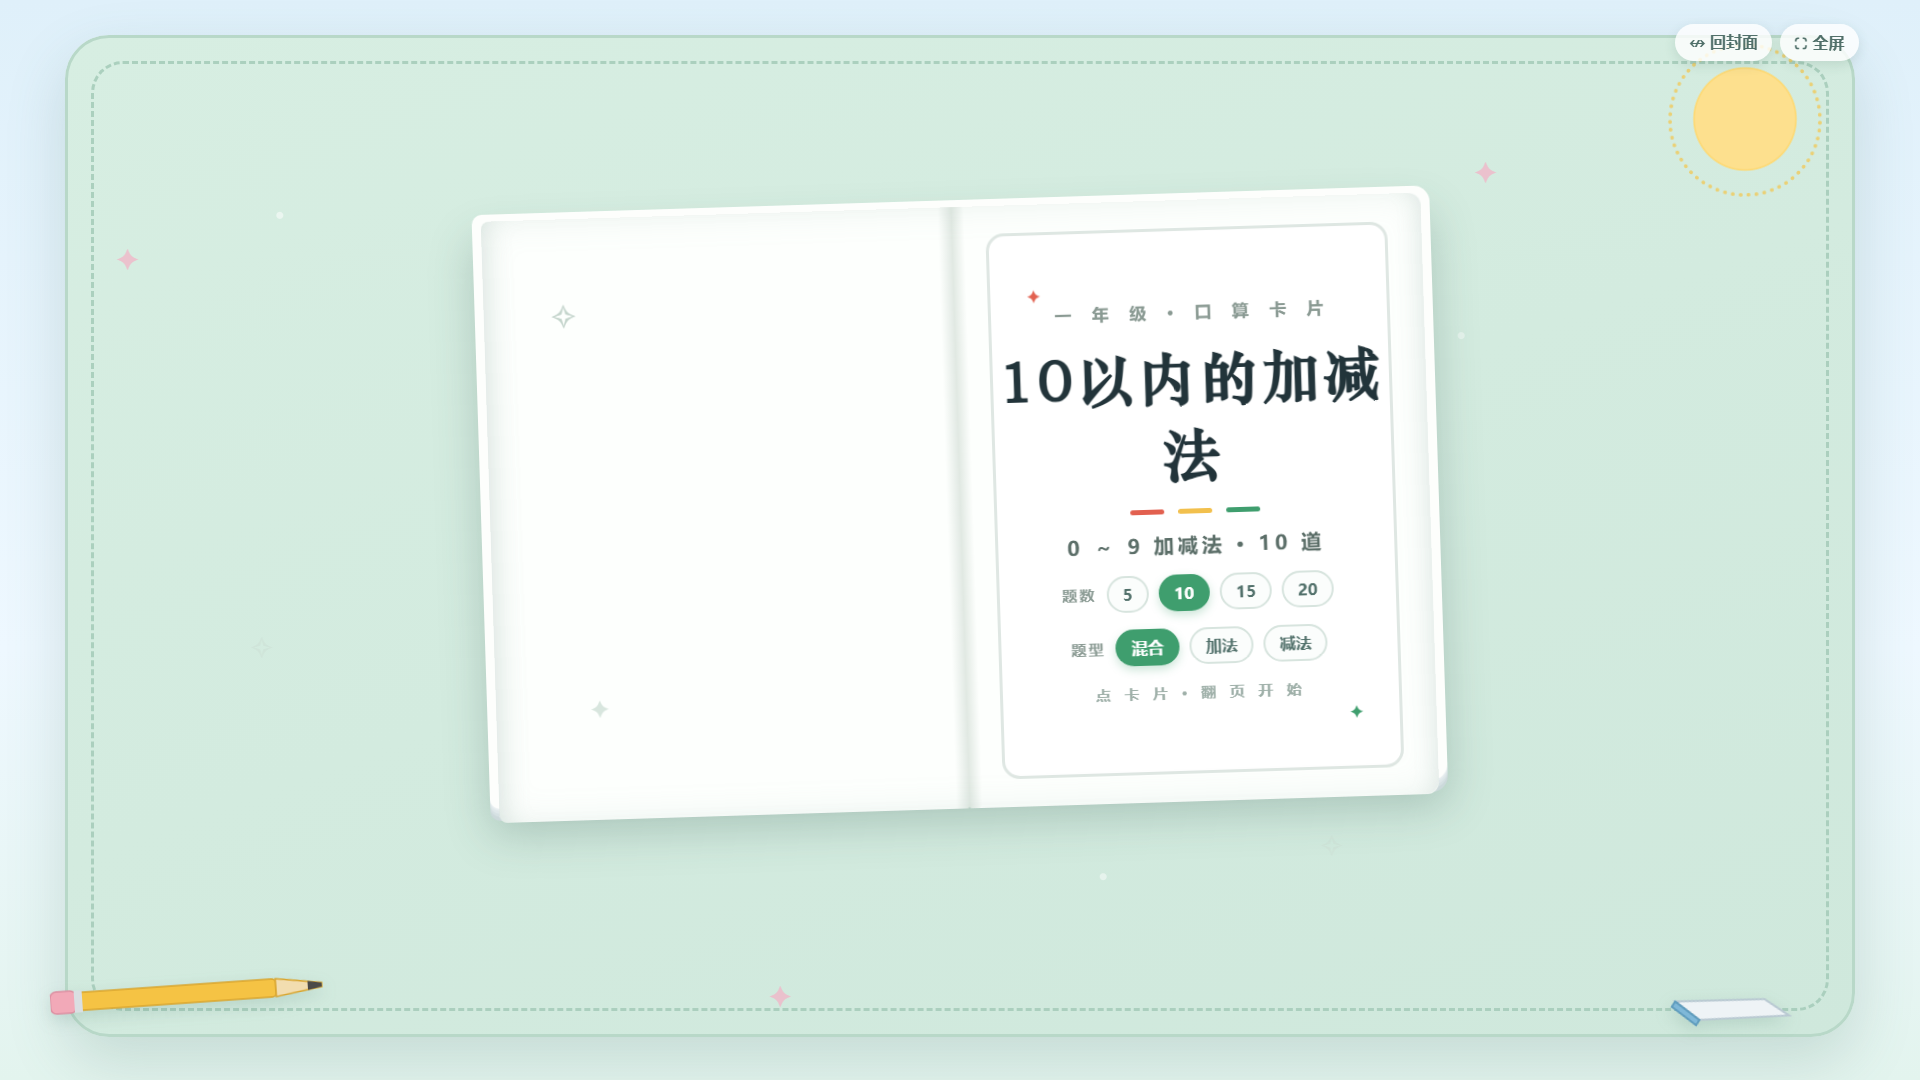 回封面 全屏
一年级·口算卡片
10以内的加减
法
0 ~ 9 加减法·10 道
题数 5 10 15 20
题型 混合 加法 减法
点卡片·翻页开始